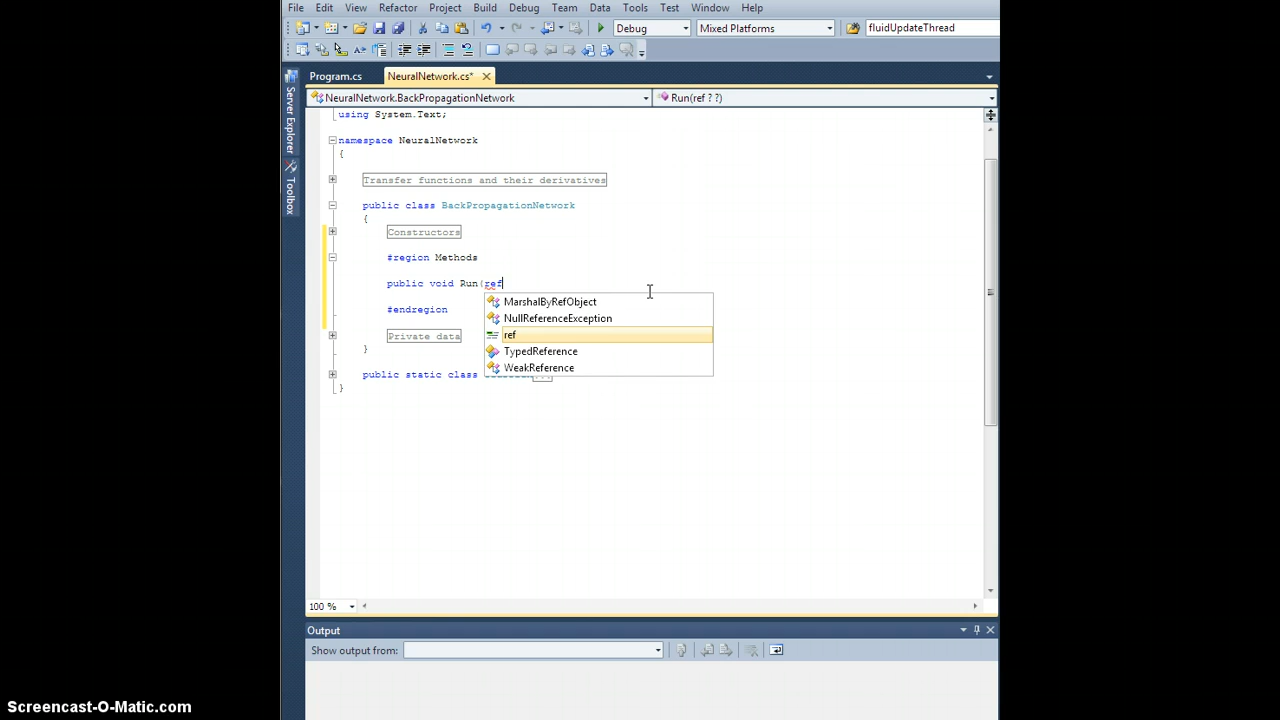 File Edit View Refactor Project Build Debug Team Data Tools Test Window Help
Debug Mixed Platforms fluidUpdateThread
Program.cs NeuralNetwork.cs*
NeuralNetwork.BackPropagationNetwork Run(ref ? ?)
Server Explorer
Toolbox
using System.Text;
namespace NeuralNetwork
{
Transfer functions and their derivatives
public class BackPropagationNetwork
{
Constructors
#region Methods
public void Run(ref
MarshalByRefObject
NullReferenceException
ref
TypedReference
WeakReference
#endregion
Private data
}
public static class
}
100 %
Output
Show output from:
Screencast-O-Matic.com